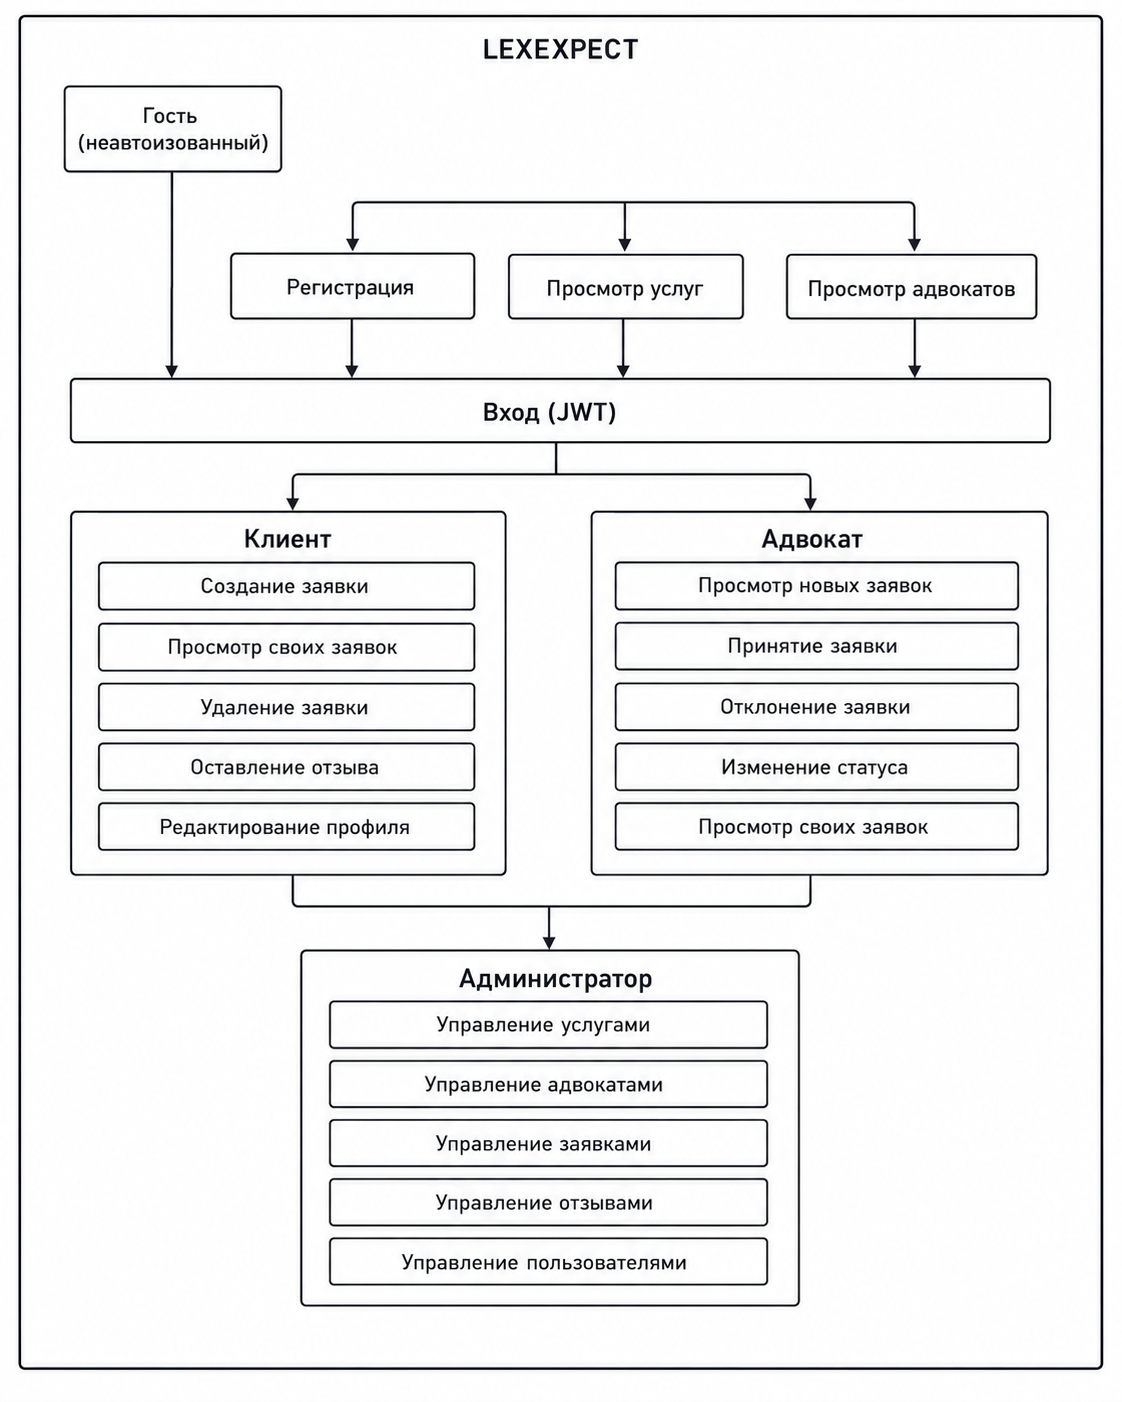 LEXEXPECT
Гость
(неавтоизованный)
Регистрация
Просмотр услуг
Просмотр адвокатов
Вход (JWT)
Клиент
Создание заявки
Просмотр своих заявок
Удаление заявки
Оставление отзыва
Редактирование профиля
Адвокат
Просмотр новых заявок
Принятие заявки
Отклонение заявки
Изменение статуса
Просмотр своих заявок
Администратор
Управление услугами
Управление адвокатами
Управление заявками
Управление отзывами
Управление пользователями